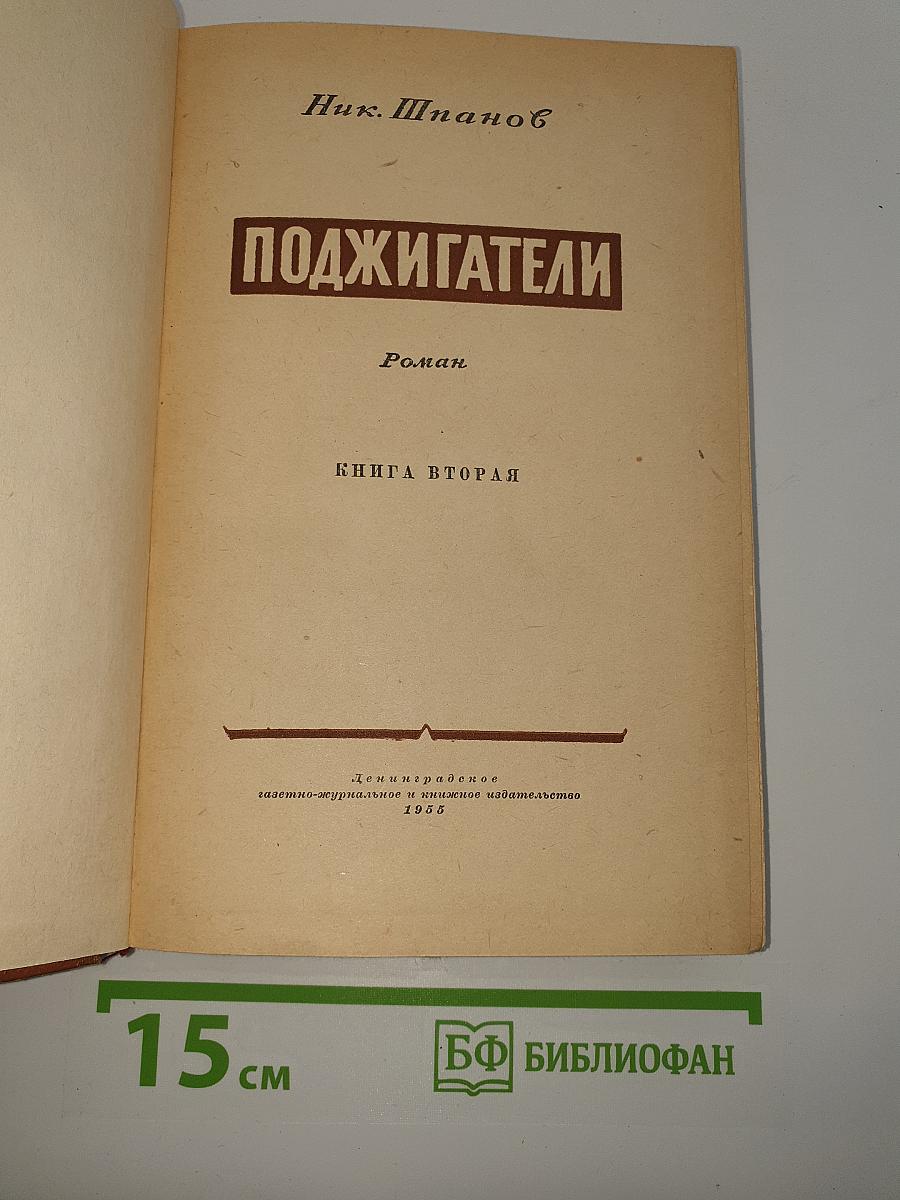 Ник. Шпанов
ПОДЖИГАТЕЛИ
Роман
КНИГА ВТОРАЯ
Ленинградское
газетно-журнальное и книжное издательство
1955
15 см
БФ БИБЛИОФАН